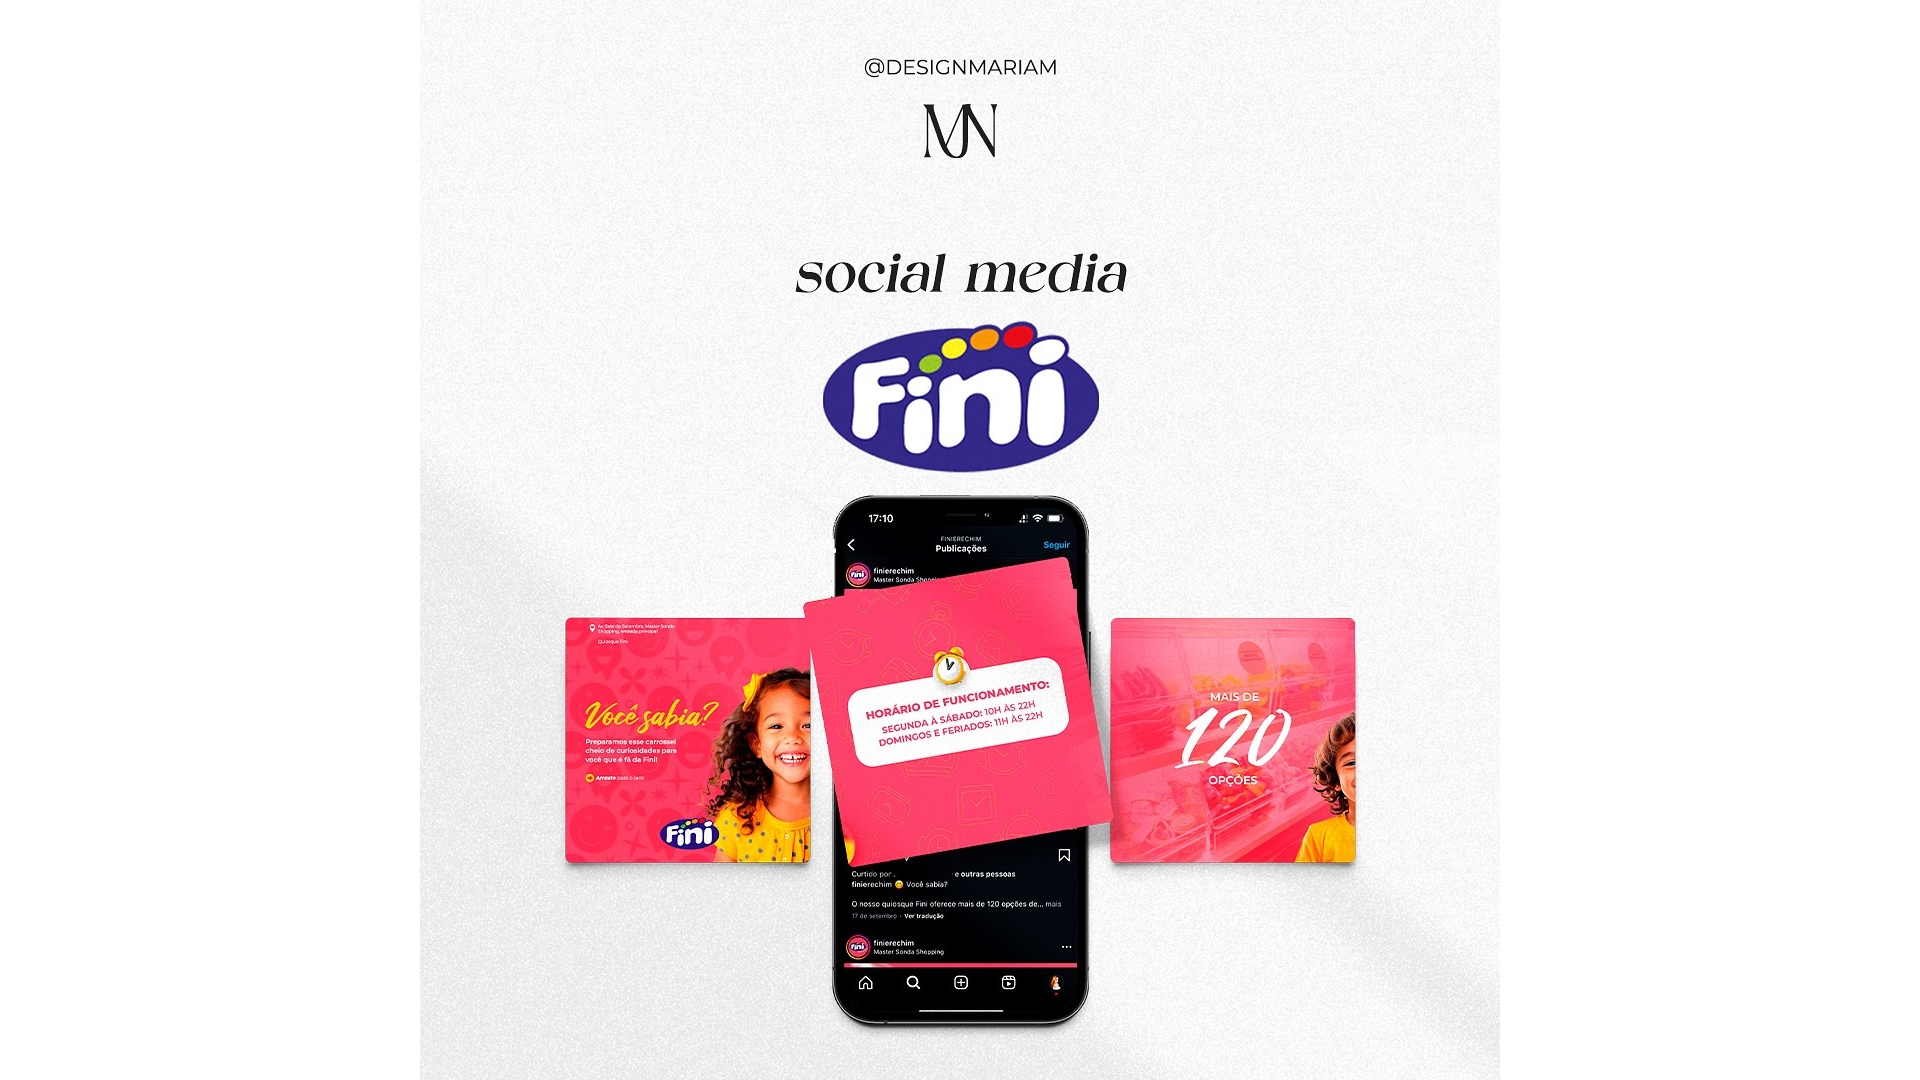 @DESIGNMARIAM
MN
social media
Fini
17:10
FINIERECHIM
Publicações
Seguir
Fini
finierechim
Master Sonda Shopping
Av. Sete de Setembro, Master Sonda
Shopping, entrada principal
Quiosque Fini
Você sabia?
Preparamos esse carrossel
cheio de curiosidades para
você que é fã da Fini!
Arraste para o lado
Fini
HORÁRIO DE FUNCIONAMENTO:
SEGUNDA À SÁBADO: 10H ÀS 22H
DOMINGOS E FERIADOS: 11H ÀS 22H
MAIS DE
120
OPÇÕES
Curtido por e outras pessoas
finierechim 😄 Você sabia?
O nosso quiosque Fini oferece mais de 120 opções de... mais
17 de setembro · Ver tradução
Fini
finierechim
Master Sonda Shopping